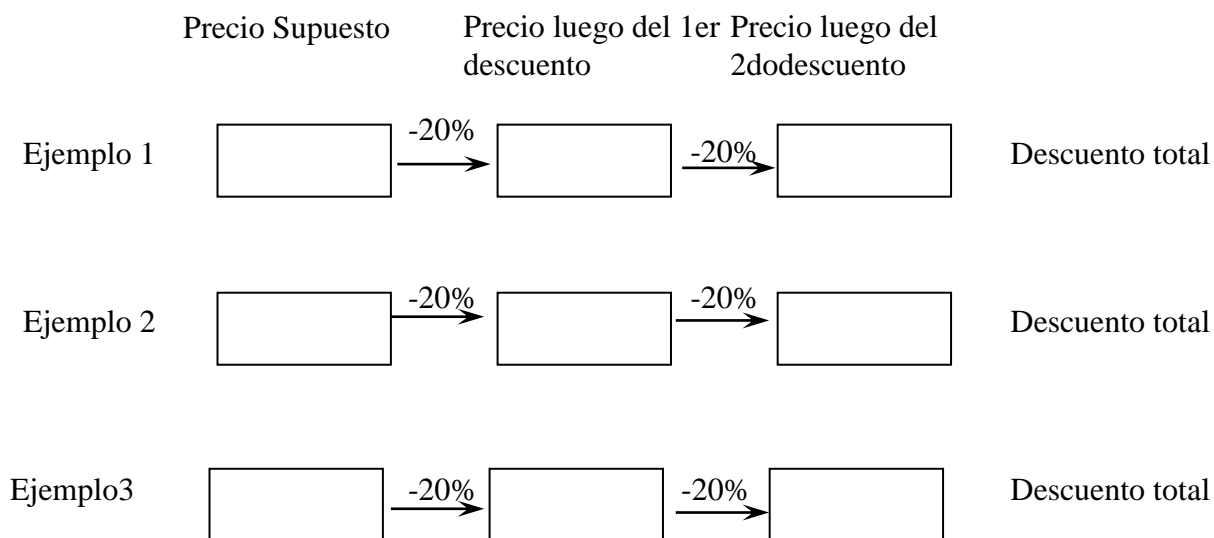 Precio Supuesto
Precio luego del 1er
descuento
Precio luego del
2dodescuento
Ejemplo 1
-20%
-20%
Descuento total
Ejemplo 2
-20%
-20%
Descuento total
Ejemplo3
-20%
-20%
Descuento total